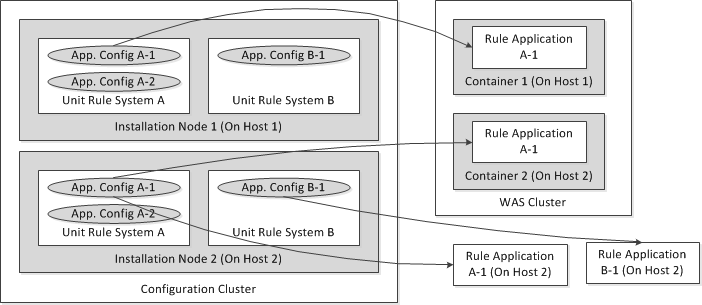 App. Config A-1
App. Config A-2
Unit Rule System A
App. Config B-1
Unit Rule System B
Installation Node 1 (On Host 1)
App. Config A-1
App. Config A-2
Unit Rule System A
App. Config B-1
Unit Rule System B
Installation Node 2 (On Host 2)
Configuration Cluster
Rule Application
A-1
Container 1 (On Host 1)
Rule Application
A-1
Container 2 (On Host 2)
WAS Cluster
Rule Application
A-1 (On Host 2)
Rule Application
B-1 (On Host 2)